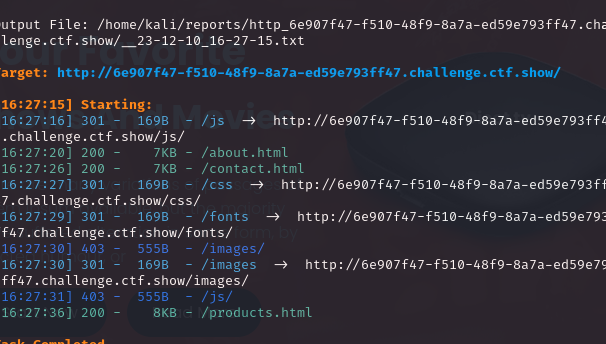 utput File: /home/kali/reports/http_6e907f47-f510-48f9-8a7a-ed59e793ff47.cha
lenge.ctf.show/__23-12-10_16-27-15.txt
arget: http://6e907f47-f510-48f9-8a7a-ed59e793ff47.challenge.ctf.show/
16:27:15] Starting:
16:27:16] 301 -  169B  - /js  ->  http://6e907f47-f510-48f9-8a7a-ed59e793ff4
.challenge.ctf.show/js/
16:27:20] 200 -    7KB - /about.html
16:27:26] 200 -    7KB - /contact.html
16:27:27] 301 -  169B  - /css  ->  http://6e907f47-f510-48f9-8a7a-ed59e793ff
7.challenge.ctf.show/css/
16:27:29] 301 -  169B  - /fonts  ->  http://6e907f47-f510-48f9-8a7a-ed59e793
ff47.challenge.ctf.show/fonts/
16:27:30] 403 -  555B  - /images/
16:27:30] 301 -  169B  - /images  ->  http://6e907f47-f510-48f9-8a7a-ed59e79
ff47.challenge.ctf.show/images/
16:27:31] 403 -  555B  - /js/
16:27:36] 200 -    8KB - /products.html
ask Completed